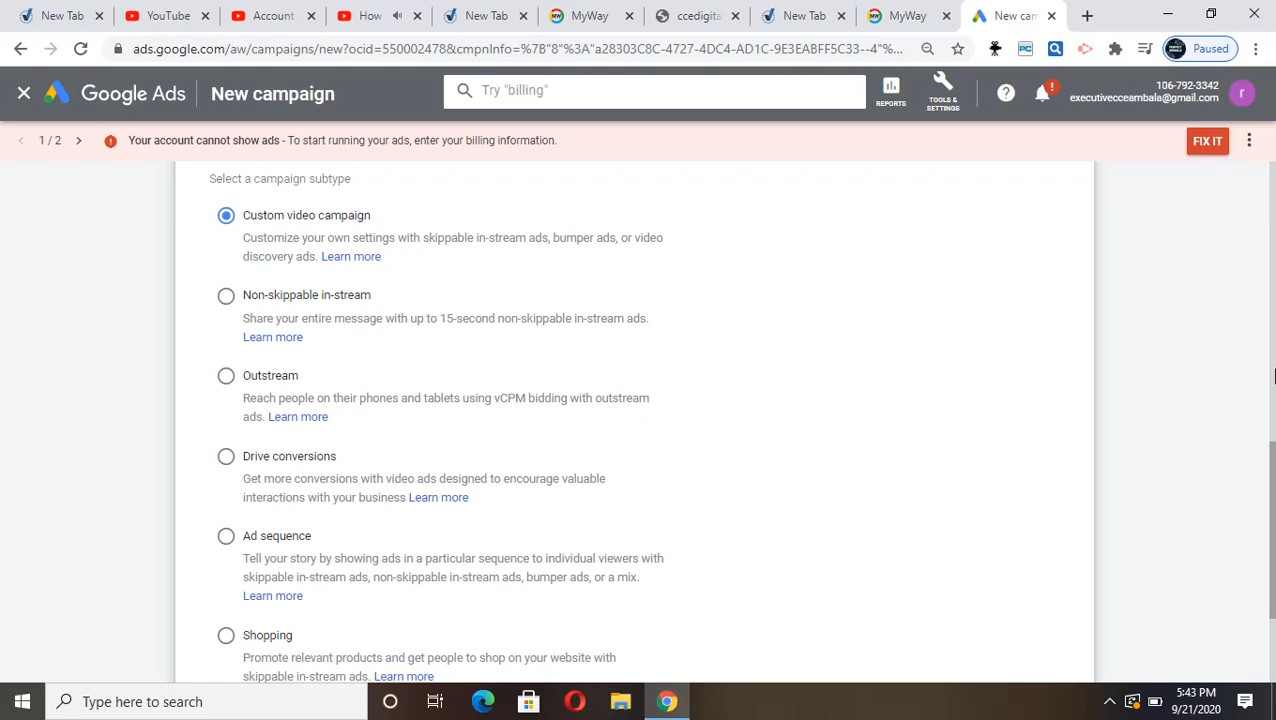 New Tab
YouTube
Account
How
New Tab
MyWay
ccedigita
New Tab
MyWay
New cam
ads.google.com/aw/campaigns/new?ocid=550002478&cmpnInfo=%7B"8"%3A"a28303C8C-4727-4DC4-AD1C-9E3EABFF5C33--4"%...
PC
Paused
Google Ads
New campaign
Try "billing"
REPORTS
TOOLS &
SETTINGS
106-792-3342
executivecceambala@gmail.com
r
1 / 2
Your account cannot show ads - To start running your ads, enter your billing information.
FIX IT
Select a campaign subtype
Custom video campaign
Customize your own settings with skippable in-stream ads, bumper ads, or video
discovery ads. Learn more
Non-skippable in-stream
Share your entire message with up to 15-second non-skippable in-stream ads.
Learn more
Outstream
Reach people on their phones and tablets using vCPM bidding with outstream
ads. Learn more
Drive conversions
Get more conversions with video ads designed to encourage valuable
interactions with your business Learn more
Ad sequence
Tell your story by showing ads in a particular sequence to individual viewers with
skippable in-stream ads, non-skippable in-stream ads, bumper ads, or a mix.
Learn more
Shopping
Promote relevant products and get people to shop on your website with
skippable in-stream ads. Learn more
Type here to search
5:43 PM
9/21/2020